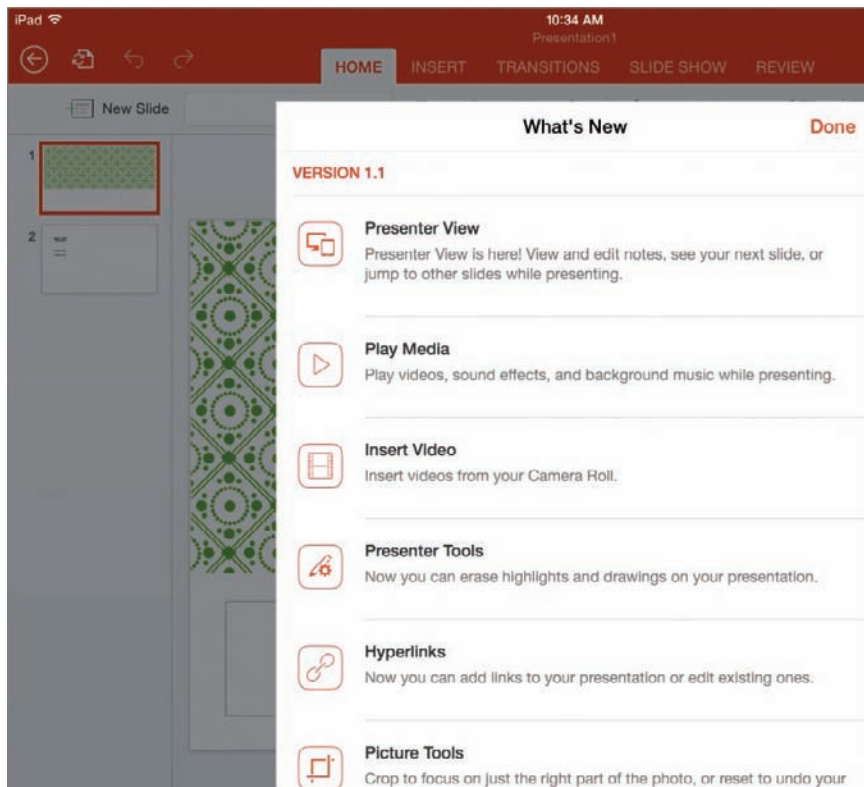 iPad
10:34 AM
Presentation1
HOME INSERT TRANSITIONS SLIDE SHOW REVIEW
New Slide
What's New
Done
VERSION 1.1
1
2
Presenter View
Presenter View is here! View and edit notes, see your next slide, or
jump to other slides while presenting.
Play Media
Play videos, sound effects, and background music while presenting.
Insert Video
Insert videos from your Camera Roll.
Presenter Tools
Now you can erase highlights and drawings on your presentation.
Hyperlinks
Now you can add links to your presentation or edit existing ones.
Picture Tools
Crop to focus on just the right part of the photo, or reset to undo your